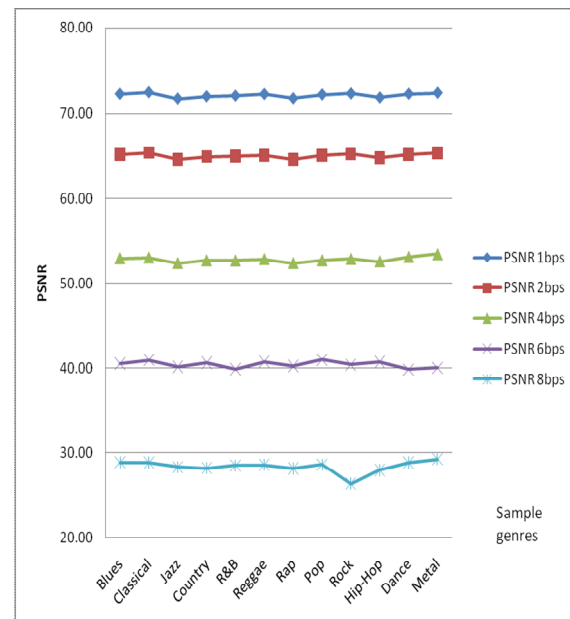 80.00
70.00
60.00
50.00
40.00
30.00
20.00
PSNR
PSNR 1bps
PSNR 2bps
PSNR 4bps
PSNR 6bps
PSNR 8bps
Sample
genres
Blues
Classical
Jazz
Country
R&B
Reggae
Rap
Pop
Rock
Hip-Hop
Dance
Metal